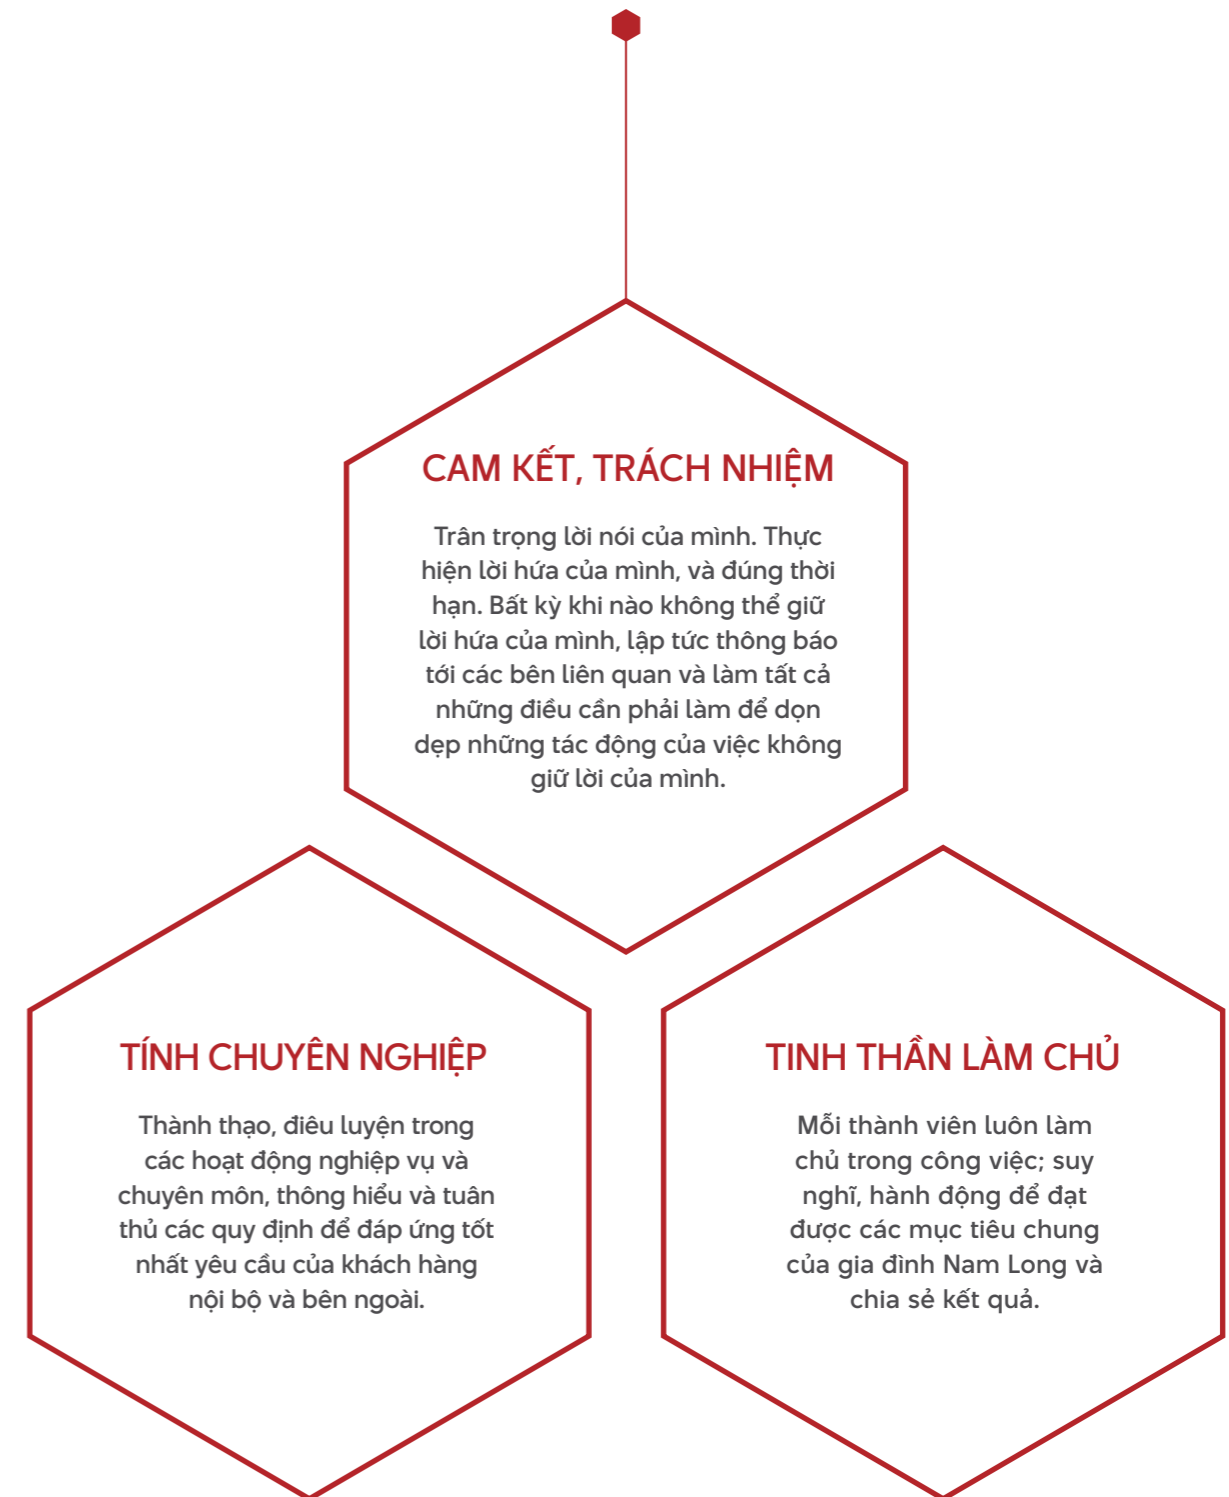 CAM KẾT, TRÁCH NHIỆM
Trân trọng lời nói của mình. Thực
hiện lời hứa của mình, và đúng thời
hạn. Bất kỳ khi nào không thể giữ
lời hứa của mình, lập tức thông báo
tới các bên liên quan và làm tất cả
những điều cần phải làm để dọn
dẹp những tác động của việc không
giữ lời của mình.
TÍNH CHUYÊN NGHIỆP
Thành thạo, điêu luyện trong
các hoạt động nghiệp vụ và
chuyên môn, thông hiểu và tuân
thủ các quy định để đáp ứng tốt
nhất yêu cầu của khách hàng
nội bộ và bên ngoài.
TINH THẦN LÀM CHỦ
Mỗi thành viên luôn làm
chủ trong công việc; suy
nghĩ, hành động để đạt
được các mục tiêu chung
của gia đình Nam Long và
chia sẻ kết quả.